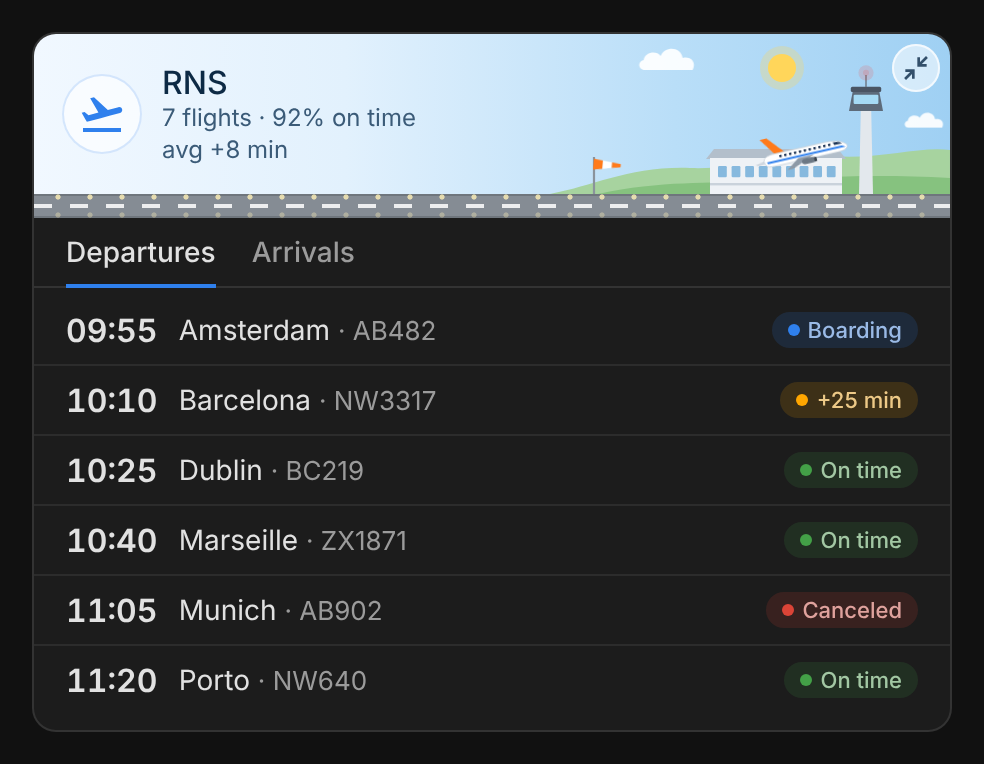 RNS
7 flights · 92% on time
avg +8 min
Departures Arrivals
09:55 Amsterdam · AB482 Boarding
10:10 Barcelona · NW3317 +25 min
10:25 Dublin · BC219 On time
10:40 Marseille · ZX1871 On time
11:05 Munich · AB902 Canceled
11:20 Porto · NW640 On time